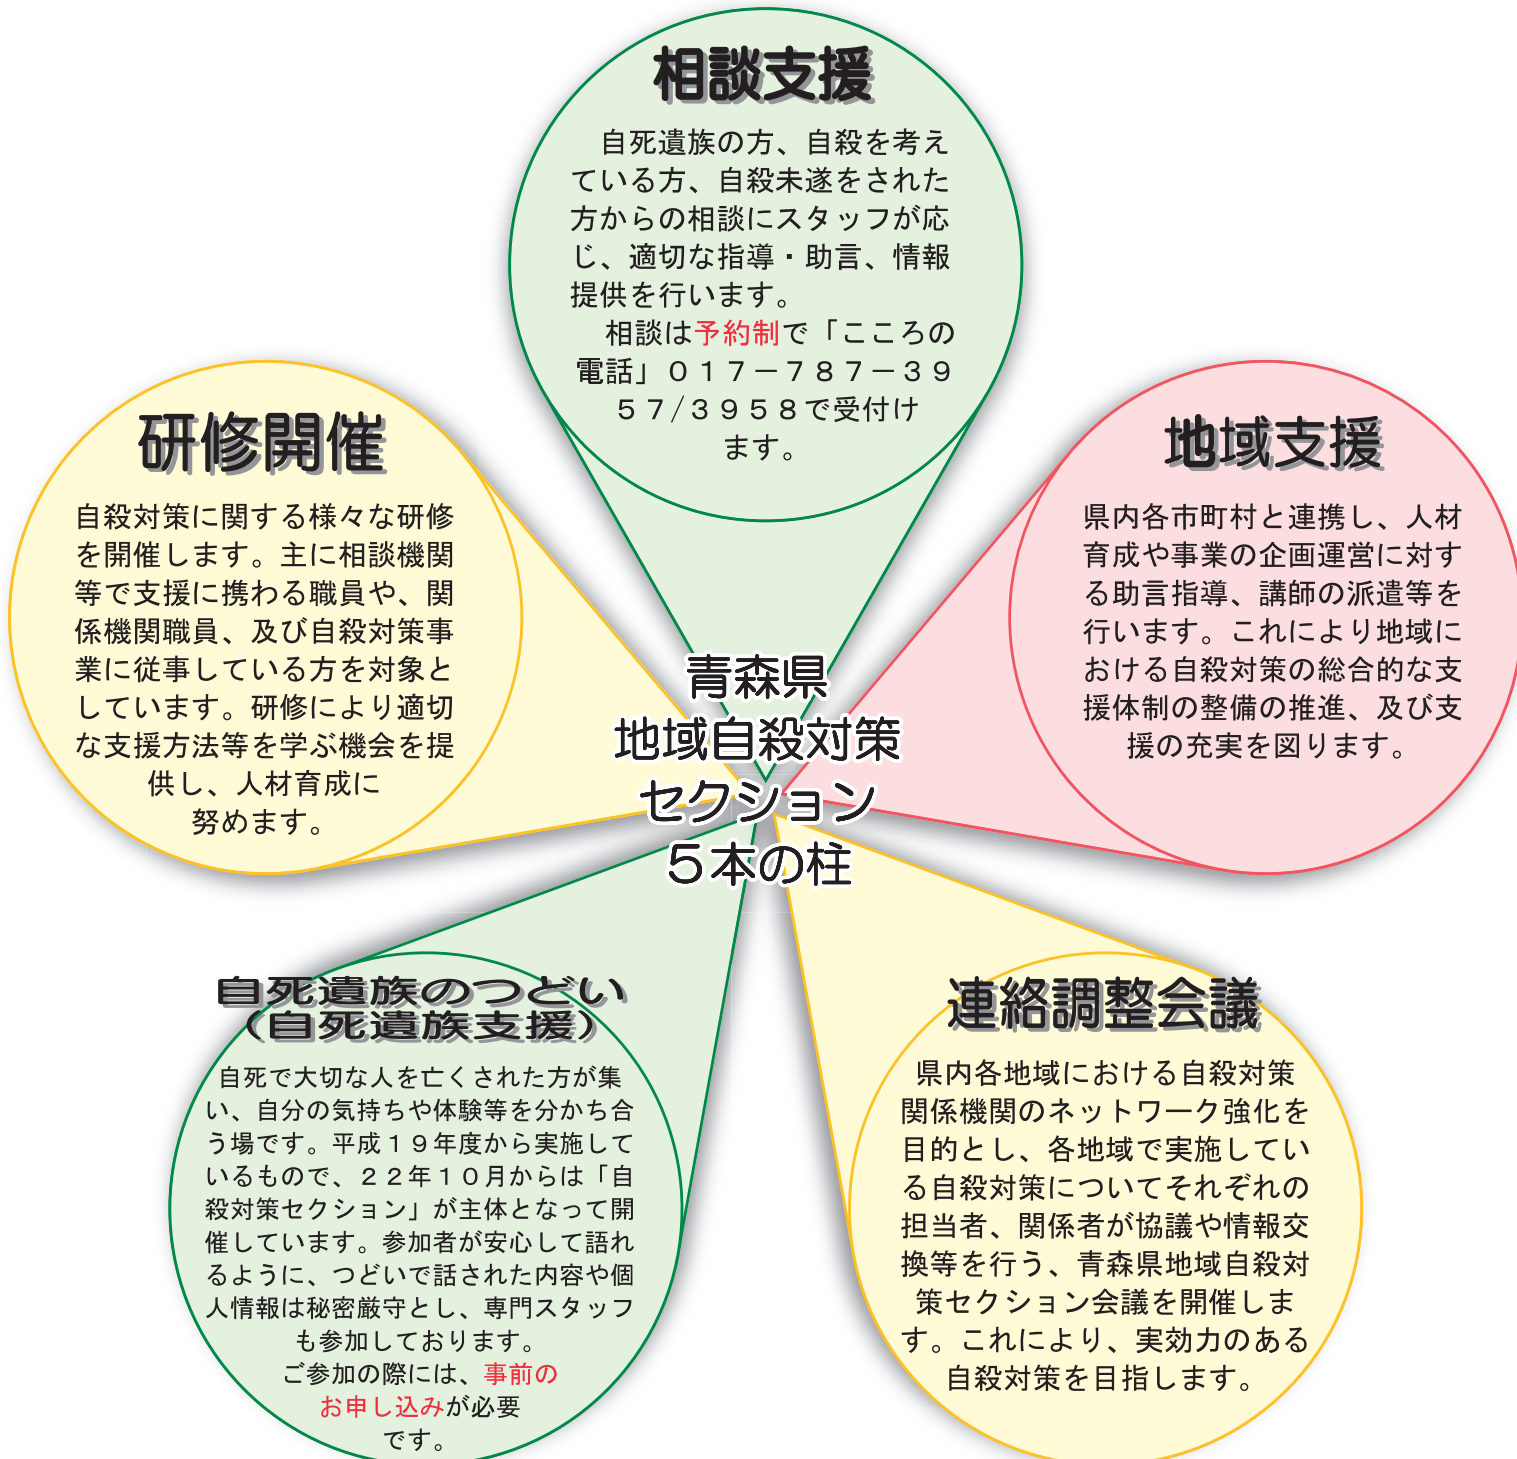 相談支援
自死遺族の方、自殺を考え
ている方、自殺未遂をされた
方からの相談にスタッフが応
じ、適切な指導・助言、情報
提供を行います。
相談は予約制で「こころの
電話」０１７－７８７－３９
５７/３９５８で受付け
ます。
研修開催
自殺対策に関する様々な研修
を開催します。主に相談機関
等で支援に携わる職員や、関
係機関職員、及び自殺対策事
業に従事している方を対象と
しています。研修により適切
な支援方法等を学ぶ機会を提
供し、人材育成に
努めます。
地域支援
県内各市町村と連携し、人材
育成や事業の企画運営に対す
る助言指導、講師の派遣等を
行います。これにより地域に
おける自殺対策の総合的な支
援体制の整備の推進、及び支
援の充実を図ります。
青森県
地域自殺対策
セクション
５本の柱
自死遺族のつどい
（自死遺族支援）
自死で大切な人を亡くされた方が集
い、自分の気持ちや体験等を分かち合
う場です。平成１９年度から実施して
いるもので、２２年１０月からは「自
殺対策セクション」が主体となって開
催しています。参加者が安心して語れ
るように、つどいで話された内容や個
人情報は秘密厳守とし、専門スタッフ
も参加しております。
ご参加の際には、事前の
お申し込みが必要
です。
連絡調整会議
県内各地域における自殺対策
関係機関のネットワーク強化を
目的とし、各地域で実施してい
る自殺対策についてそれぞれの
担当者、関係者が協議や情報交
換等を行う、青森県地域自殺対
策セクション会議を開催しま
す。これにより、実効力のある
自殺対策を目指します。